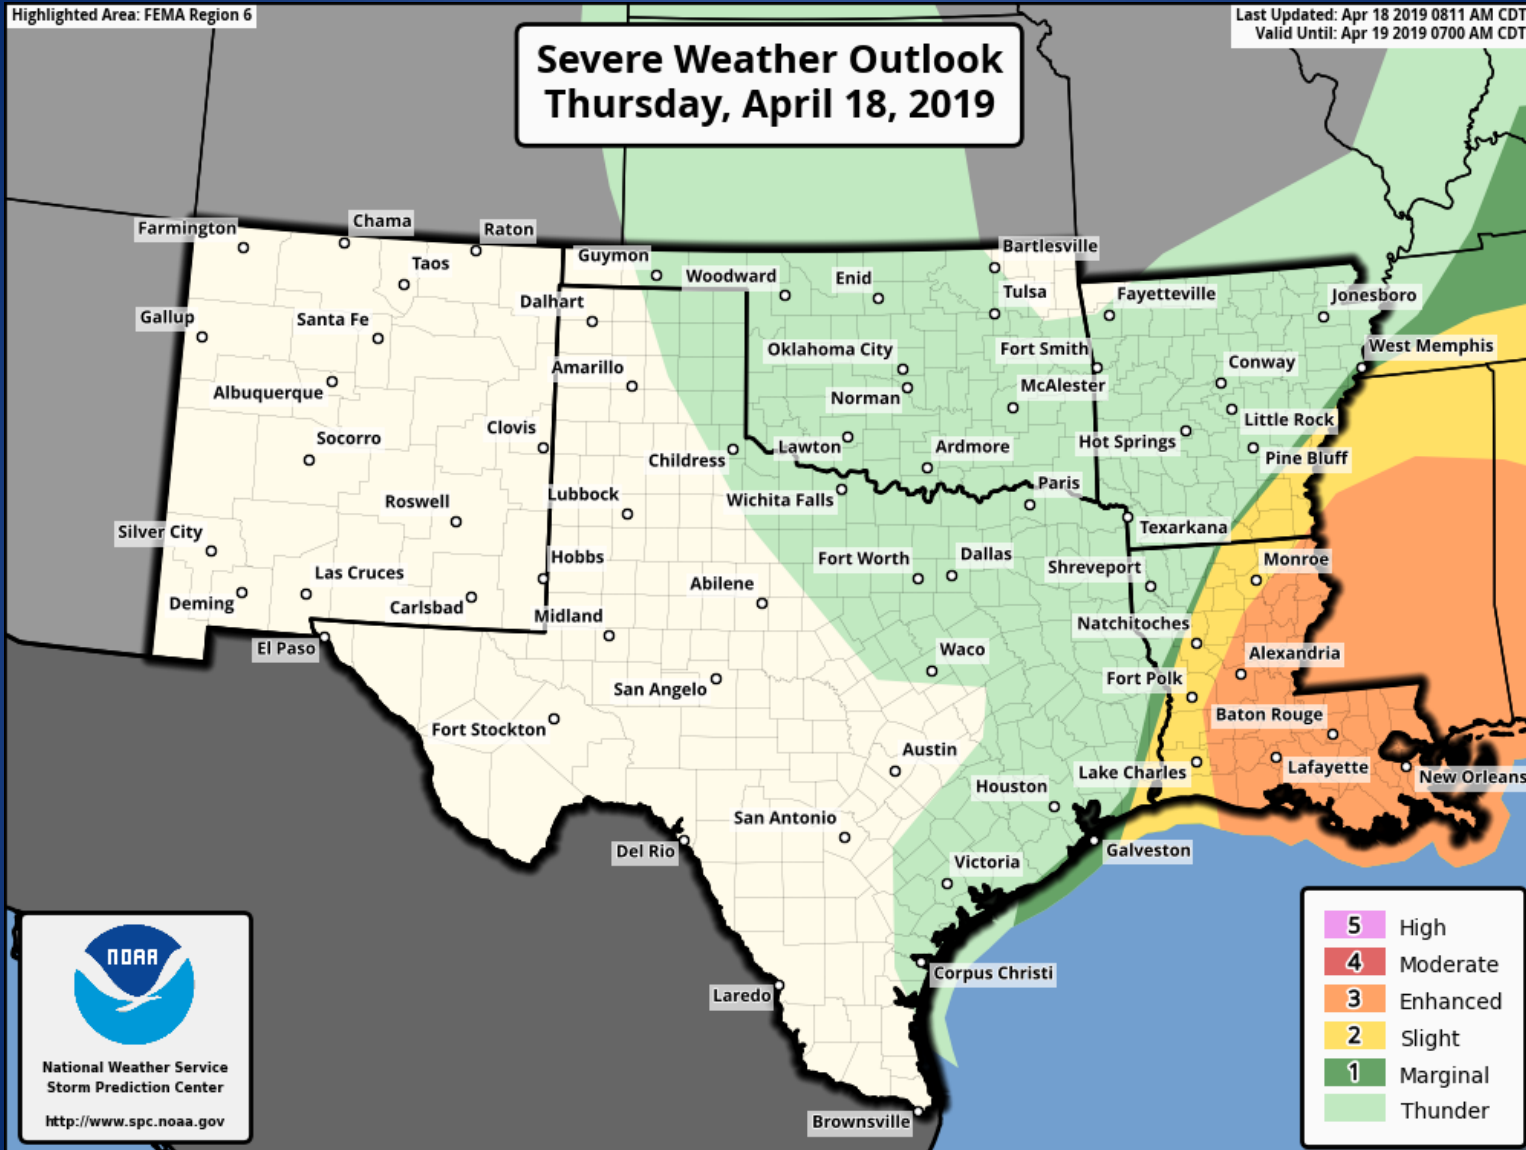 Highlighted Area: FEMA Region 6
Last Updated: Apr 18 2019 0811 AM CDT
Valid Until: Apr 19 2019 0700 AM CDT
Severe Weather Outlook
Thursday, April 18, 2019
Farmington
Chama
Raton
Taos
Guymon
Woodward
Enid
Bartlesville
Tulsa
Fayetteville
Jonesboro
Gallup
Santa Fe
Dalhart
Oklahoma City
Fort Smith
West Memphis
Conway
Albuquerque
Amarillo
Norman
McAlester
Little Rock
Socorro
Clovis
Childress
Lawton
Ardmore
Hot Springs
Pine Bluff
Roswell
Lubbock
Wichita Falls
Paris
Texarkana
Silver City
Las Cruces
Hobbs
Abilene
Fort Worth
Dallas
Shreveport
Monroe
Deming
Carlsbad
Midland
Natchitoches
El Paso
San Angelo
Waco
Fort Polk
Alexandria
Fort Stockton
Austin
Baton Rouge
Houston
Lake Charles
Lafayette
New Orleans
San Antonio
Del Rio
Victoria
Galveston
Laredo
Corpus Christi
Brownsville
NOAA
National Weather Service
Storm Prediction Center
http://www.spc.noaa.gov
5 High
4 Moderate
3 Enhanced
2 Slight
1 Marginal
Thunder